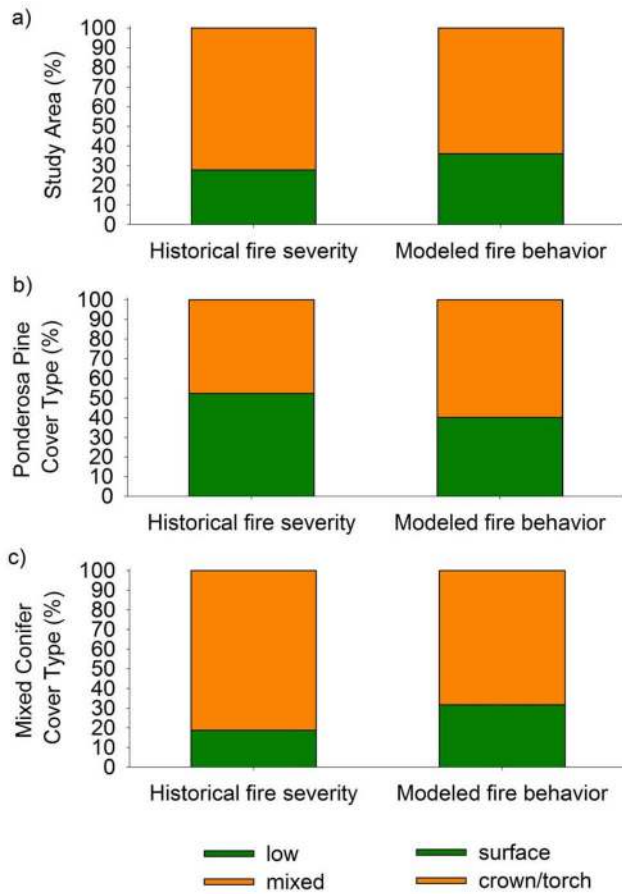 a)
Study Area (%)
100
90
80
70
60
50
40
30
20
10
0
Historical fire severity Modeled fire behavior
b)
Ponderosa Pine
Cover Type (%)
100
90
80
70
60
50
40
30
20
10
0
Historical fire severity Modeled fire behavior
c)
Mixed Conifer
Cover Type (%)
100
90
80
70
60
50
40
30
20
10
0
Historical fire severity Modeled fire behavior
low surface
mixed crown/torch